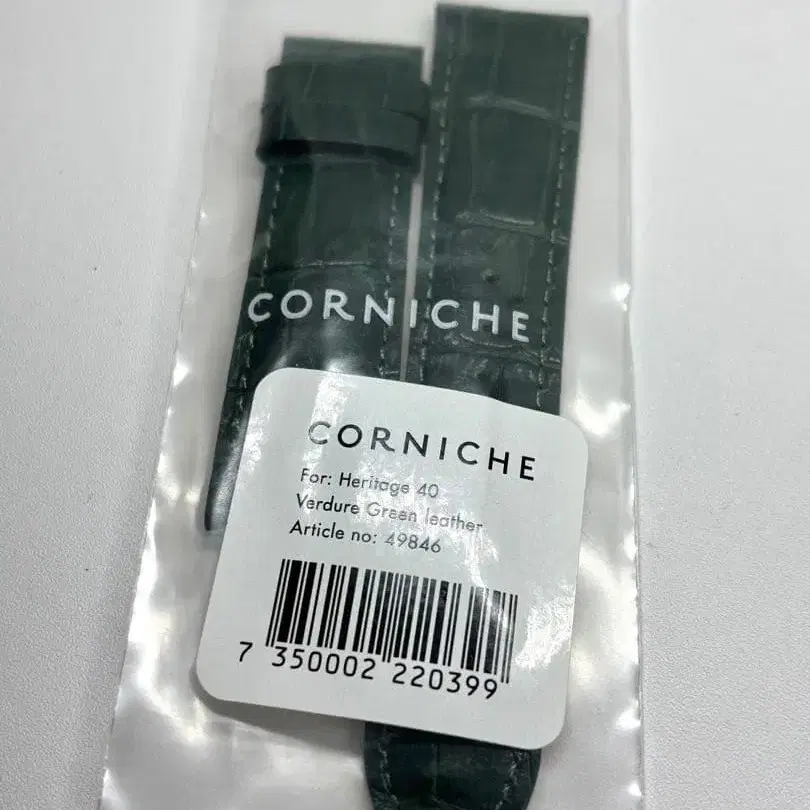 CORNICHE
CORNICHE
For: Heritage 40
Verdure Green leather
Article no: 49846
7 350002 220399